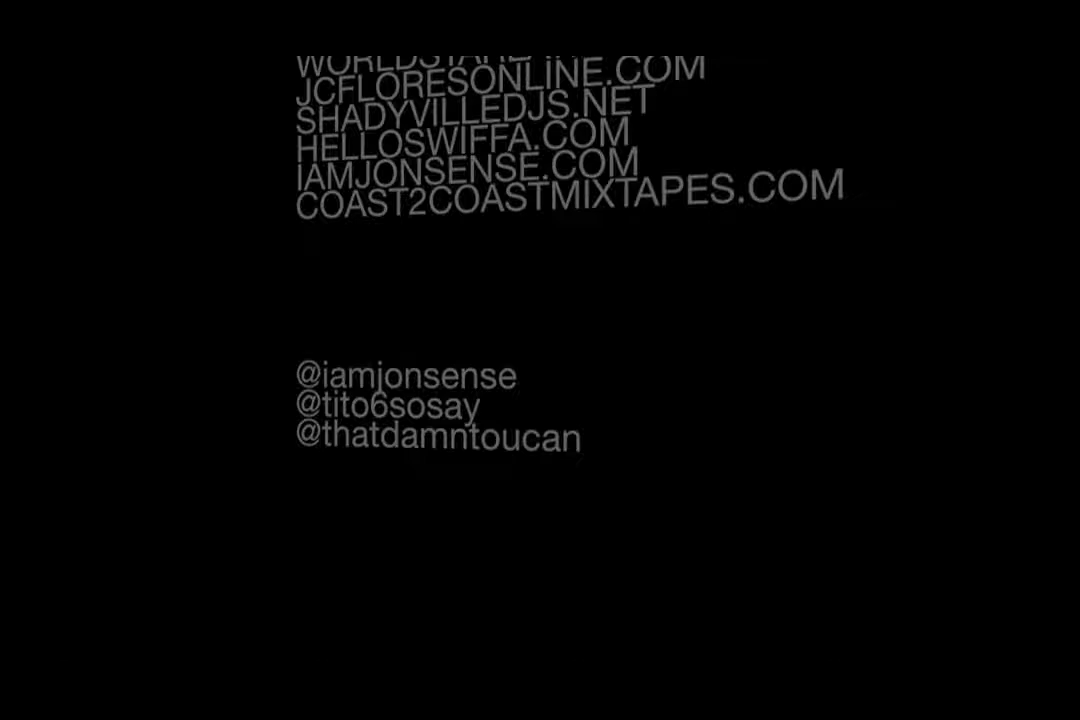 JCFLORESONLINE.COM
SHADYVILLEDJS.NET
HELLOSWIFFA.COM
IAMJONSENSE.COM
COAST2COASTMIXTAPES.COM
@iamjonsense
@tito6sosay
@thatdamntoucan